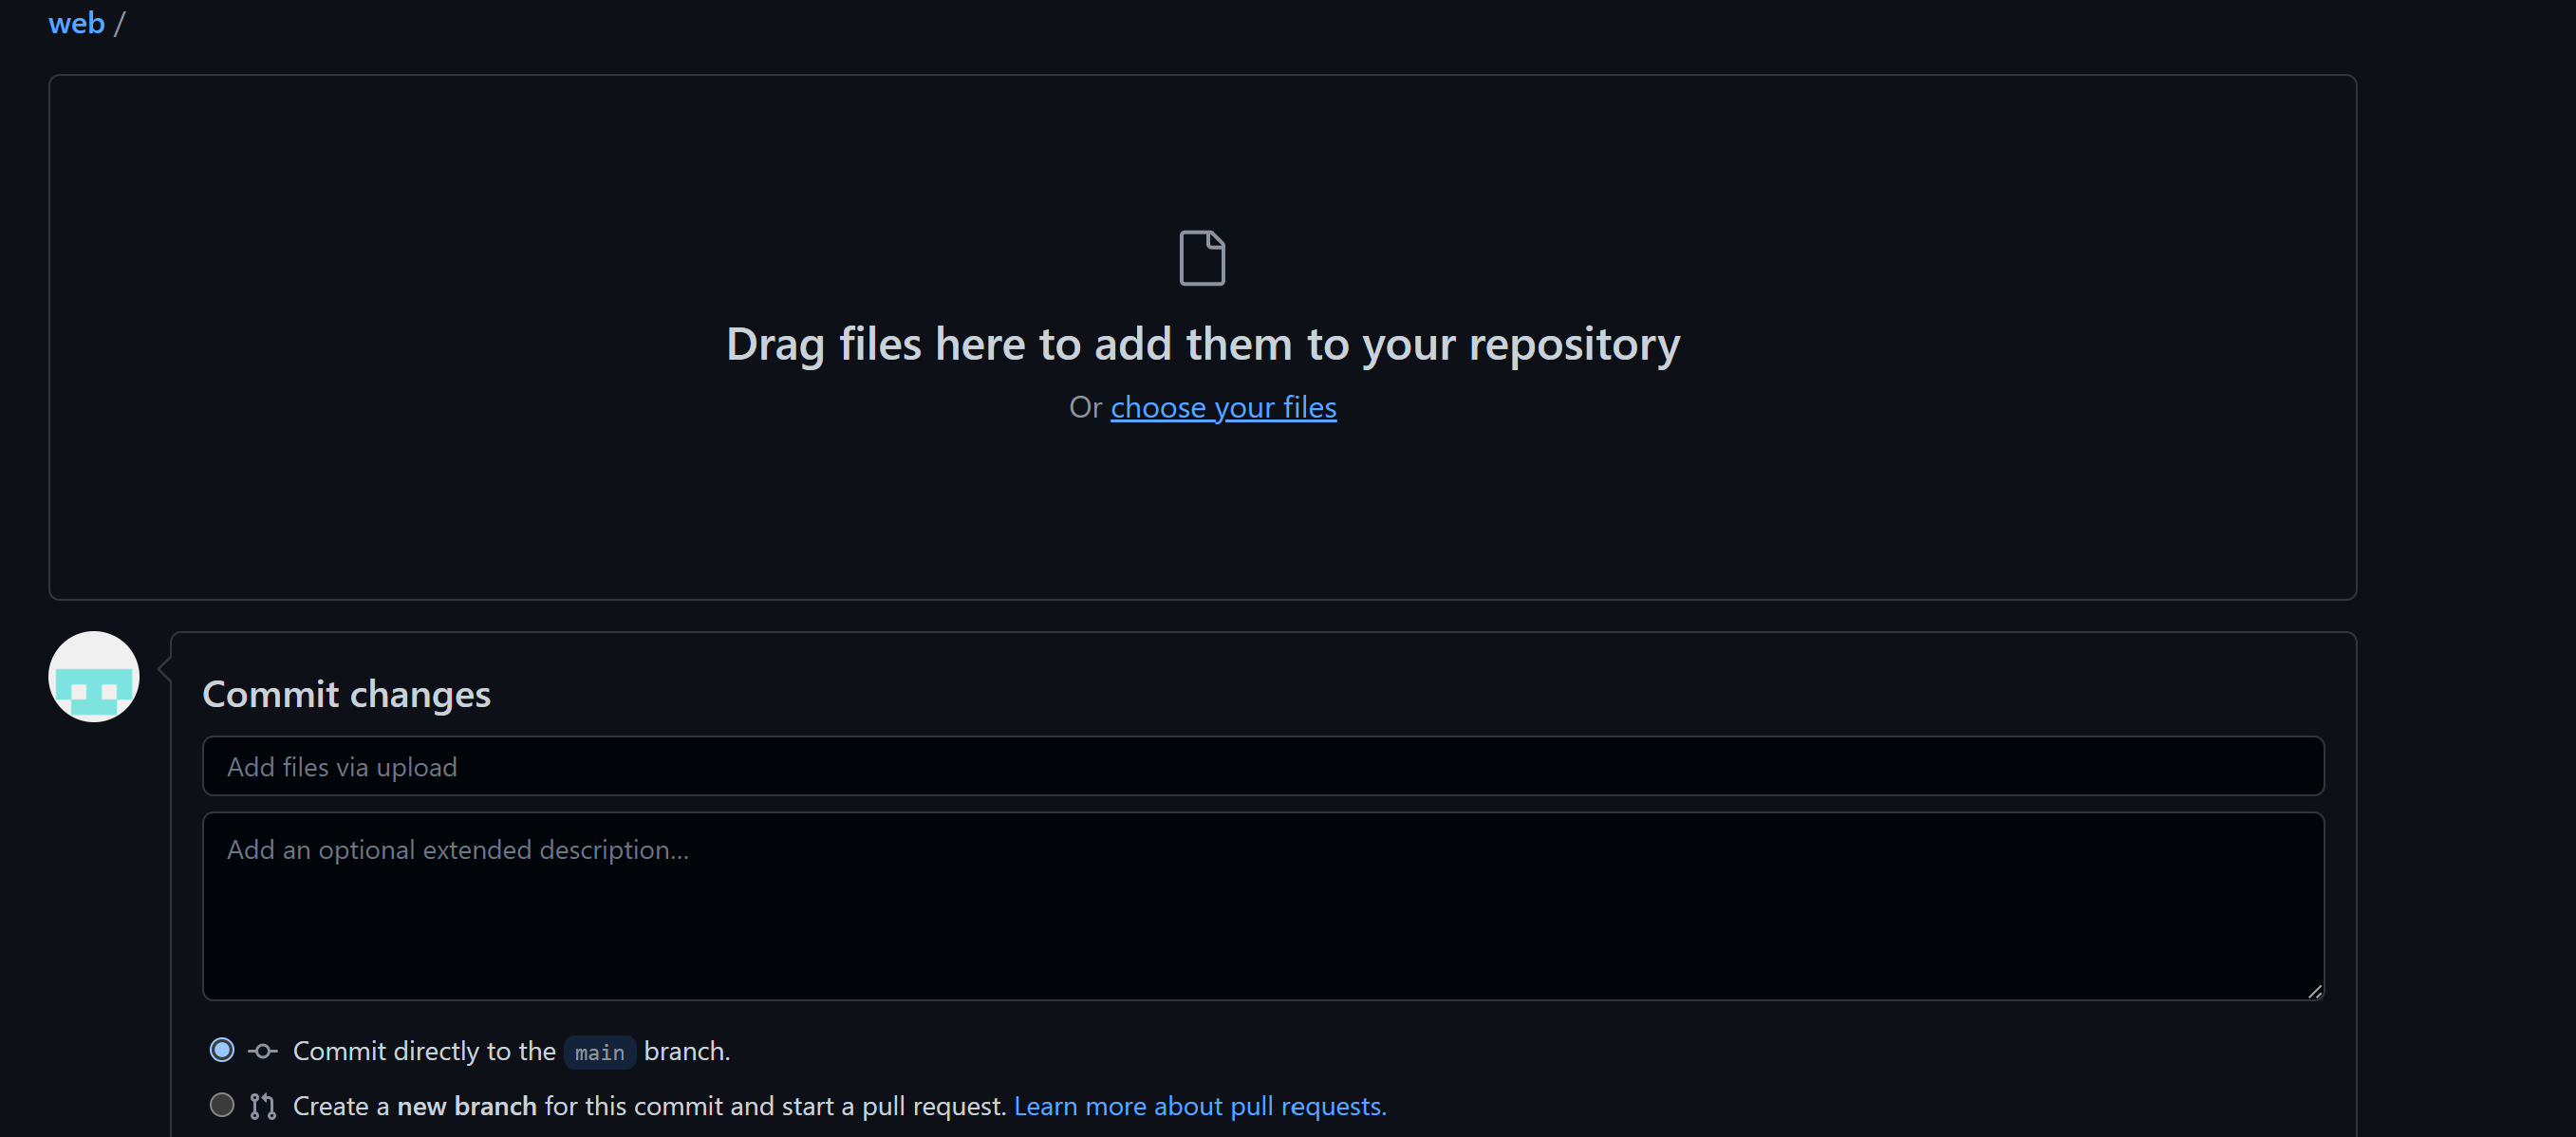 web /
Drag files here to add them to your repository
Or choose your files
Commit changes
Add files via upload
Add an optional extended description...
Commit directly to the main branch.
Create a new branch for this commit and start a pull request. Learn more about pull requests.